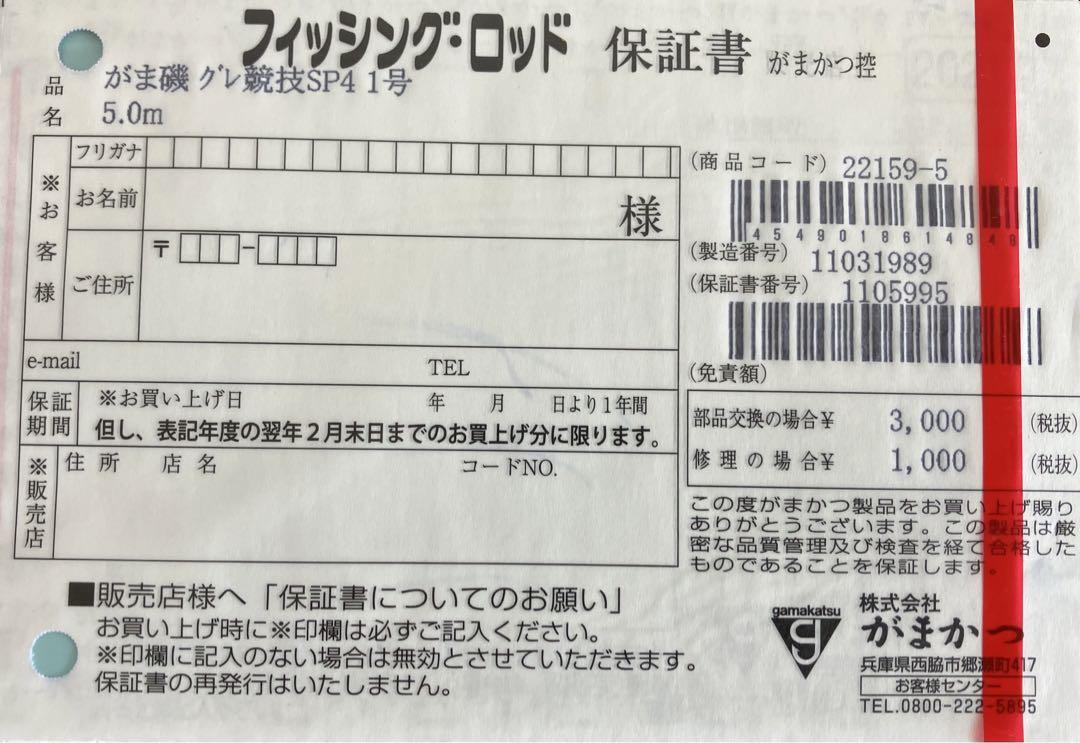 フィッシング・ロッド 保証書 がまかつ控
品名 がま磯 グレ競技SP4 1号
5.0m
※お客様
フリガナ
お名前 様
ご住所 〒
e-mail TEL
保証期間 ※お買い上げ日 年 月 日より1年間
但し、表記年度の翌年2月末日までのお買上げ分に限ります。
※販売店 住所 店名 コードNO.
(商品コード) 22159-5
4549018614848
(製造番号) 11031989
(保証書番号) 1105995
(免責額)
部品交換の場合¥ 3,000 (税抜)
修理の場合¥ 1,000 (税抜)
この度がまかつ製品をお買い上げ賜り
ありがとうございます。この製品は厳
密な品質管理及び検査を経て合格した
ものであることを保証します。
■販売店様へ「保証書についてのお願い」
お買い上げ時に※印欄は必ずご記入ください。
※印欄に記入のない場合は無効とさせていただきます。
保証書の再発行はいたしません。
gamakatsu
株式会社
がまかつ
兵庫県西脇市郷瀬町417
お客様センター
TEL.0800-222-5895